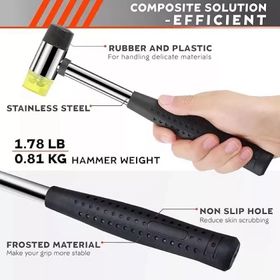 COMPOSITE SOLUTION
-EFFICIENT
RUBBER AND PLASTIC
For handling delicate materials
STAINLESS STEEL
1.78 LB
0.81 KG HAMMER WEIGHT
NON SLIP HOLE
Reduce skin scrubbing
FROSTED MATERIAL
Make your grip more stable